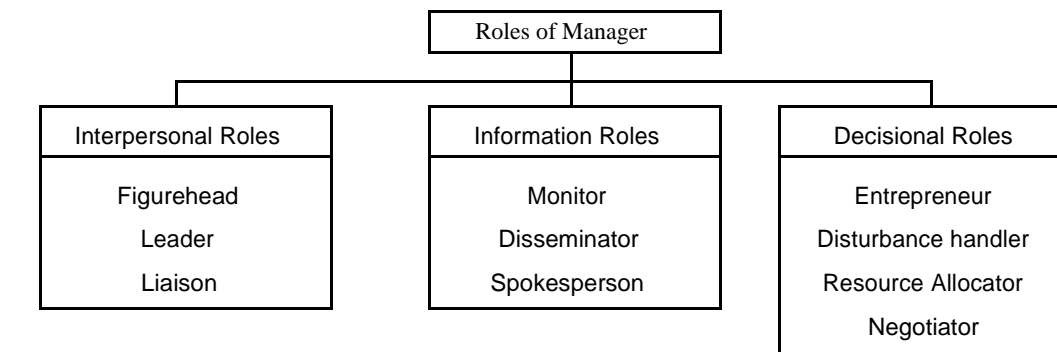 Roles of Manager
Interpersonal Roles
Figurehead
Leader
Liaison
Information Roles
Monitor
Disseminator
Spokesperson
Decisional Roles
Entrepreneur
Disturbance handler
Resource Allocator
Negotiator